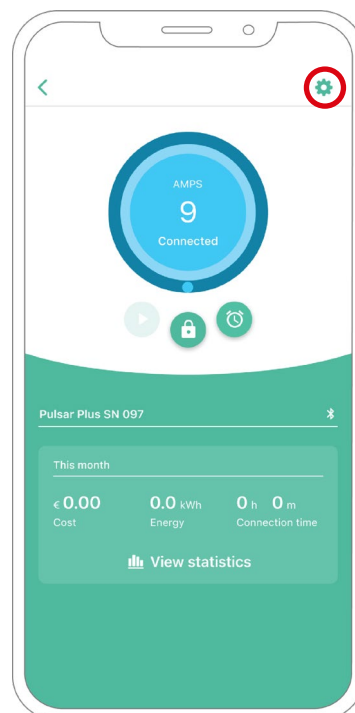 AMPS
9
Connected
Pulsar Plus SN 097
This month
€ 0.00 0.0 kWh 0 h 0 m
Cost Energy Connection time
View statistics